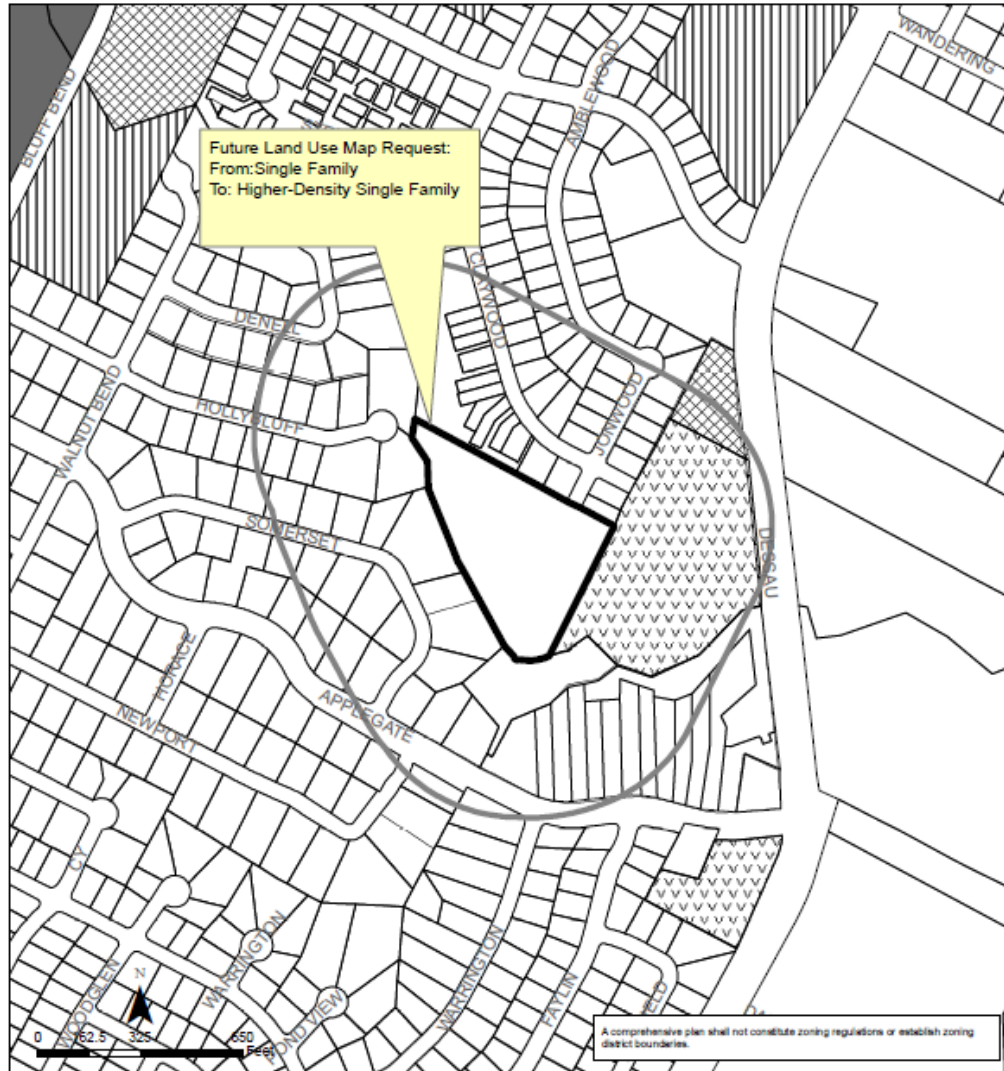 WANDERING
BLUFF BEND
AMBLEWOOD
Future Land Use Map Request:
From:Single Family
To: Higher-Density Single Family
CLAYWOOD
DENELL
JONWOOD
WALNUT BEND
HOLLYBLUFF
SOMERSET
DESSAU
HORACE
APPLEGATE
NEWPORT
CY
WARRINGTON
WARRINGTON
WOODGLEN
POND VIEW
FAYLIN
N
0 162.5 325 650
Feet
A comprehensive plan shall not constitute zoning regulations or establish zoning
district boundaries.